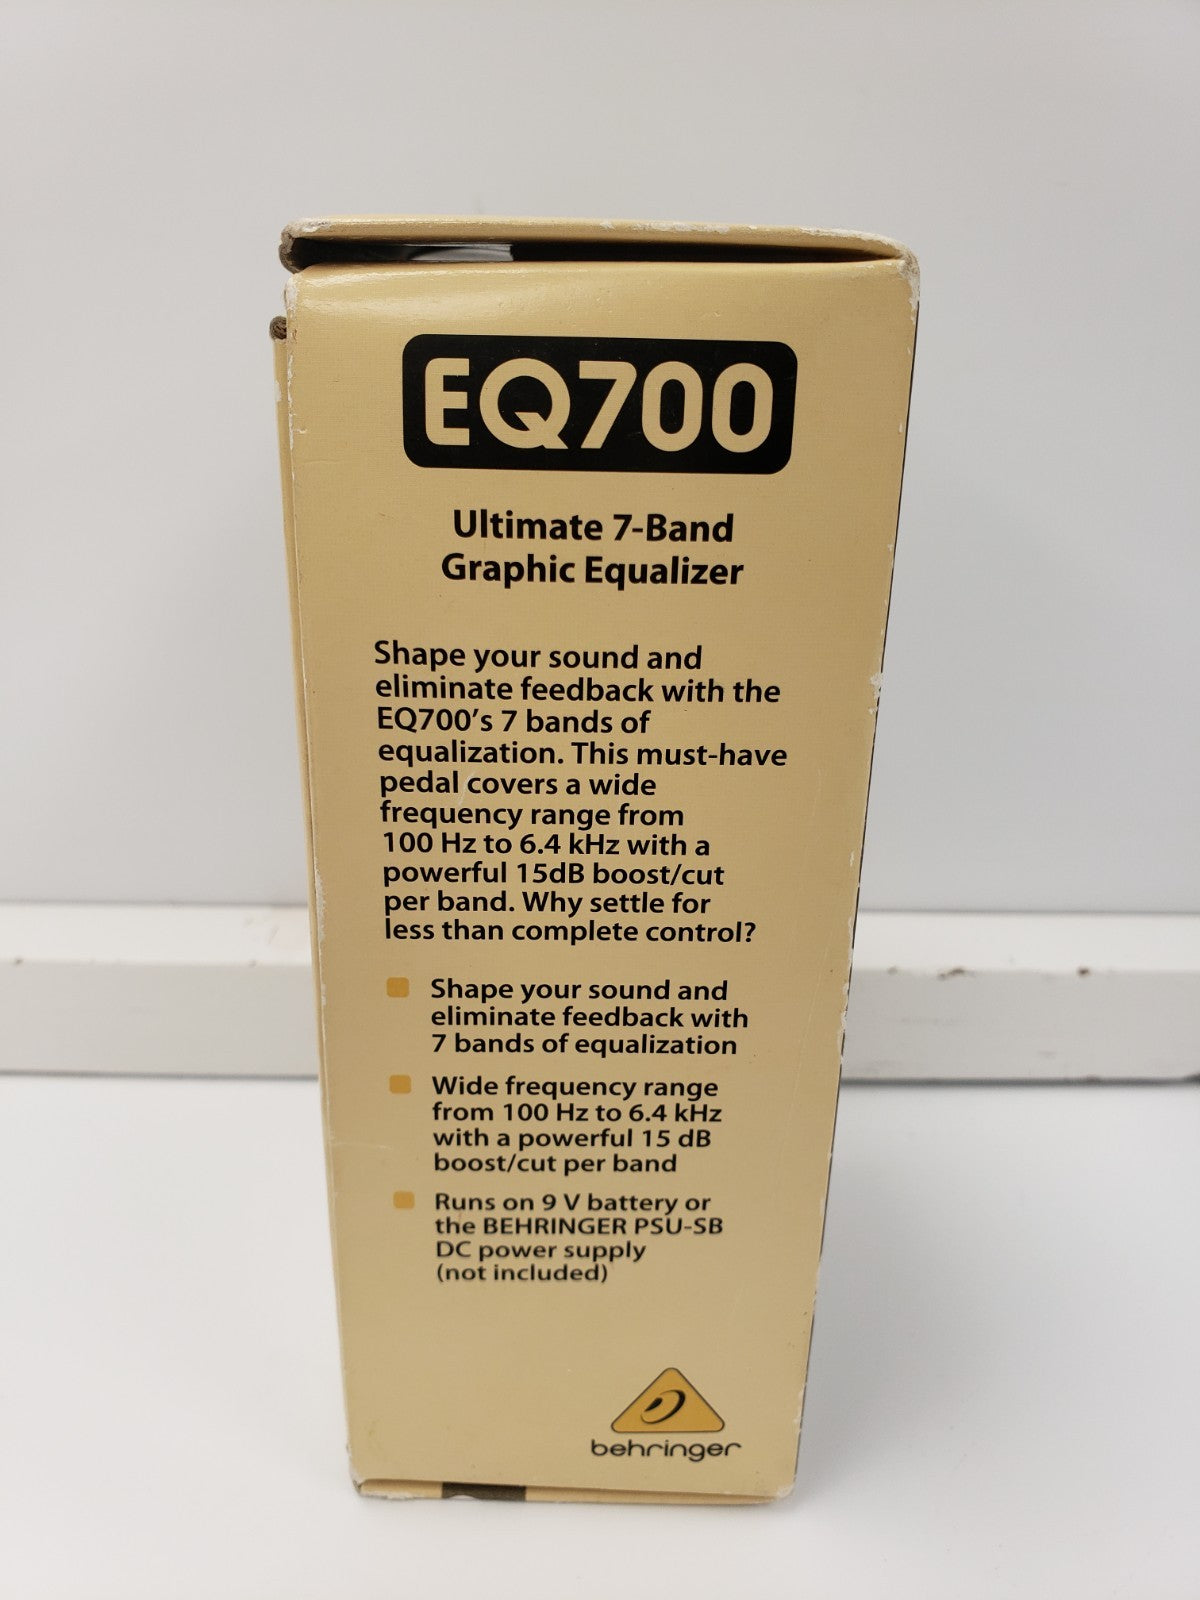 EQ700
Ultimate 7-Band
Graphic Equalizer
Shape your sound and
eliminate feedback with the
EQ700's 7 bands of
equalization. This must-have
pedal covers a wide
frequency range from
100 Hz to 6.4 kHz with a
powerful 15dB boost/cut
per band. Why settle for
less than complete control?
Shape your sound and
eliminate feedback with
7 bands of equalization
Wide frequency range
from 100 Hz to 6.4 kHz
with a powerful 15 dB
boost/cut per band
Runs on 9 V battery or
the BEHRINGER PSU-SB
DC power supply
(not included)
behringer